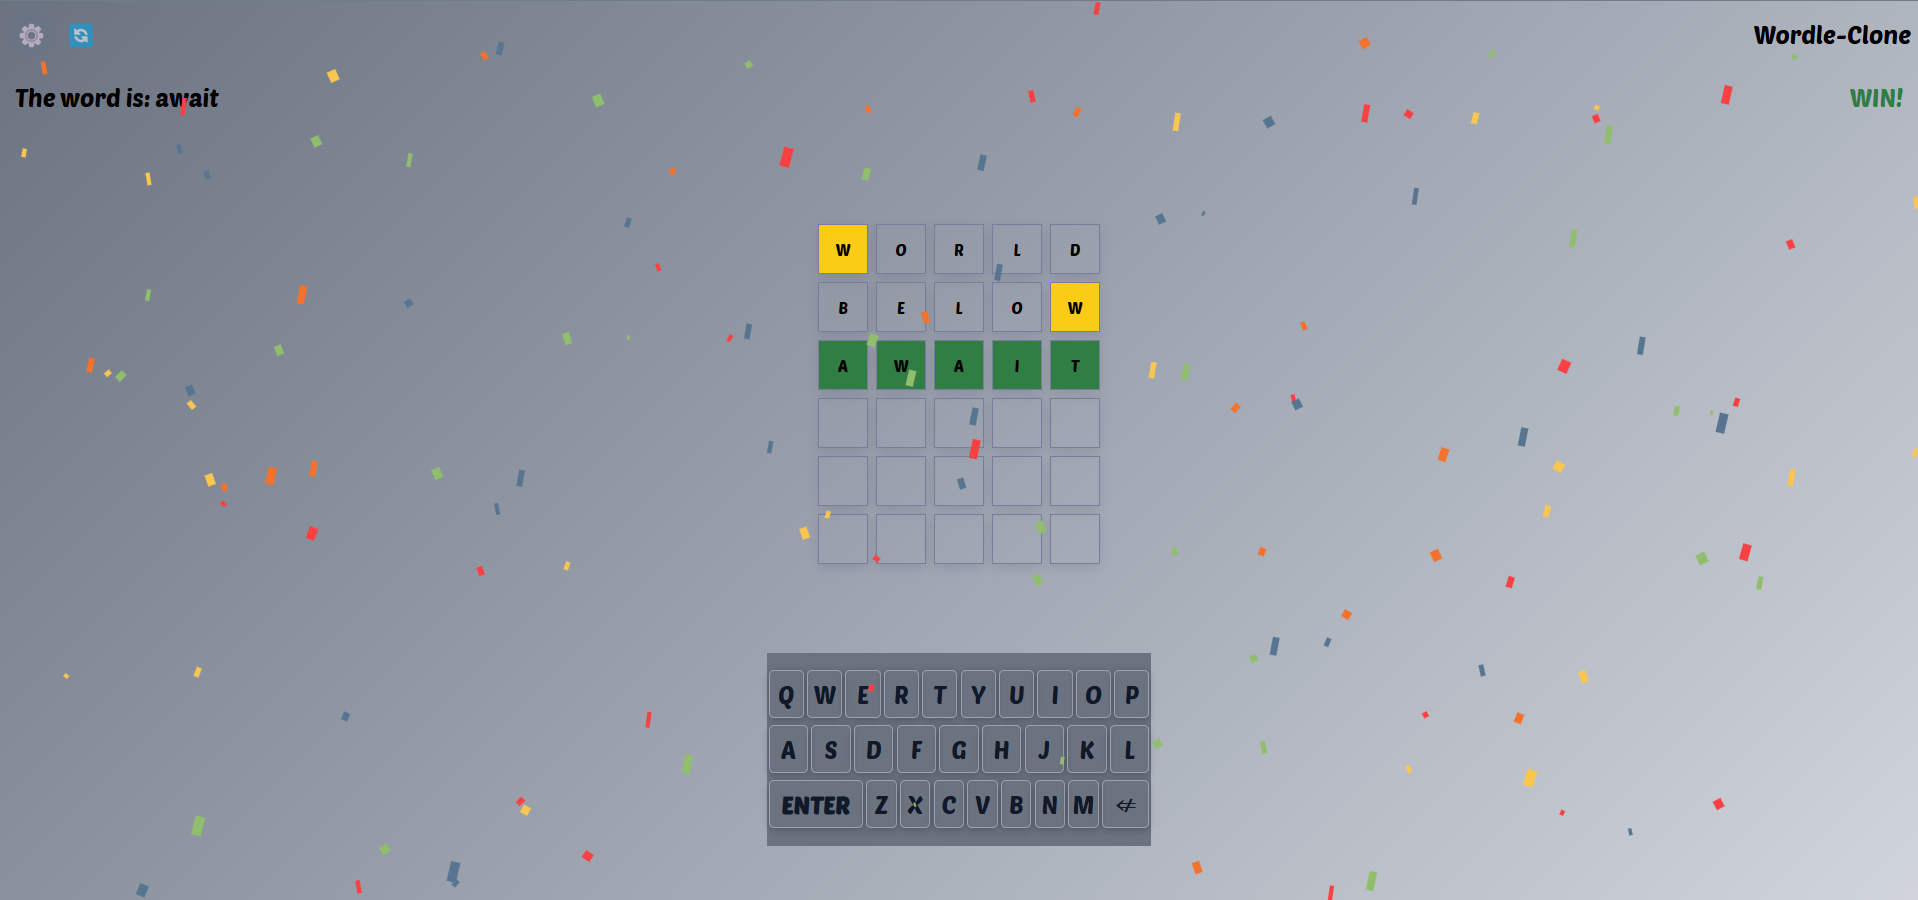 Wordle-Clone
The word is: await
WIN!
W O R L D
B E L O W
A W A I T
Q W E R T Y U I O P
A S D F G H J K L
ENTER Z X C V B N M